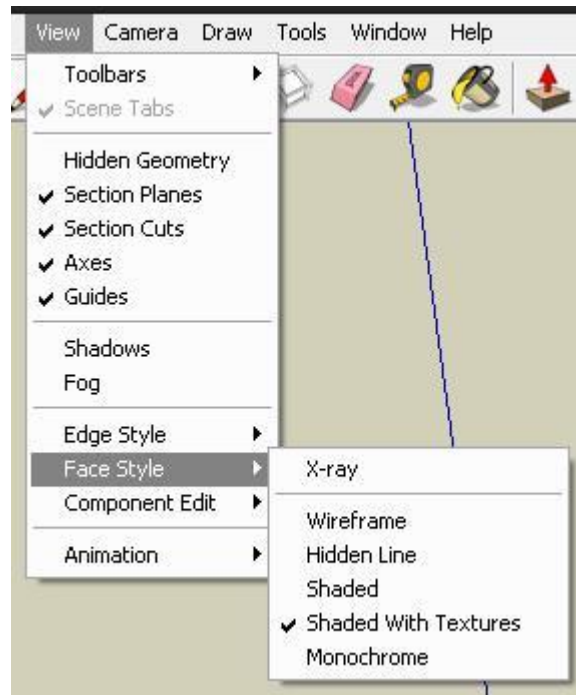 View Camera Draw Tools Window Help
Toolbars
Scene Tabs
Hidden Geometry
Section Planes
Section Cuts
Axes
Guides
Shadows
Fog
Edge Style
Face Style
Component Edit
Animation
X-ray
Wireframe
Hidden Line
Shaded
Shaded With Textures
Monochrome